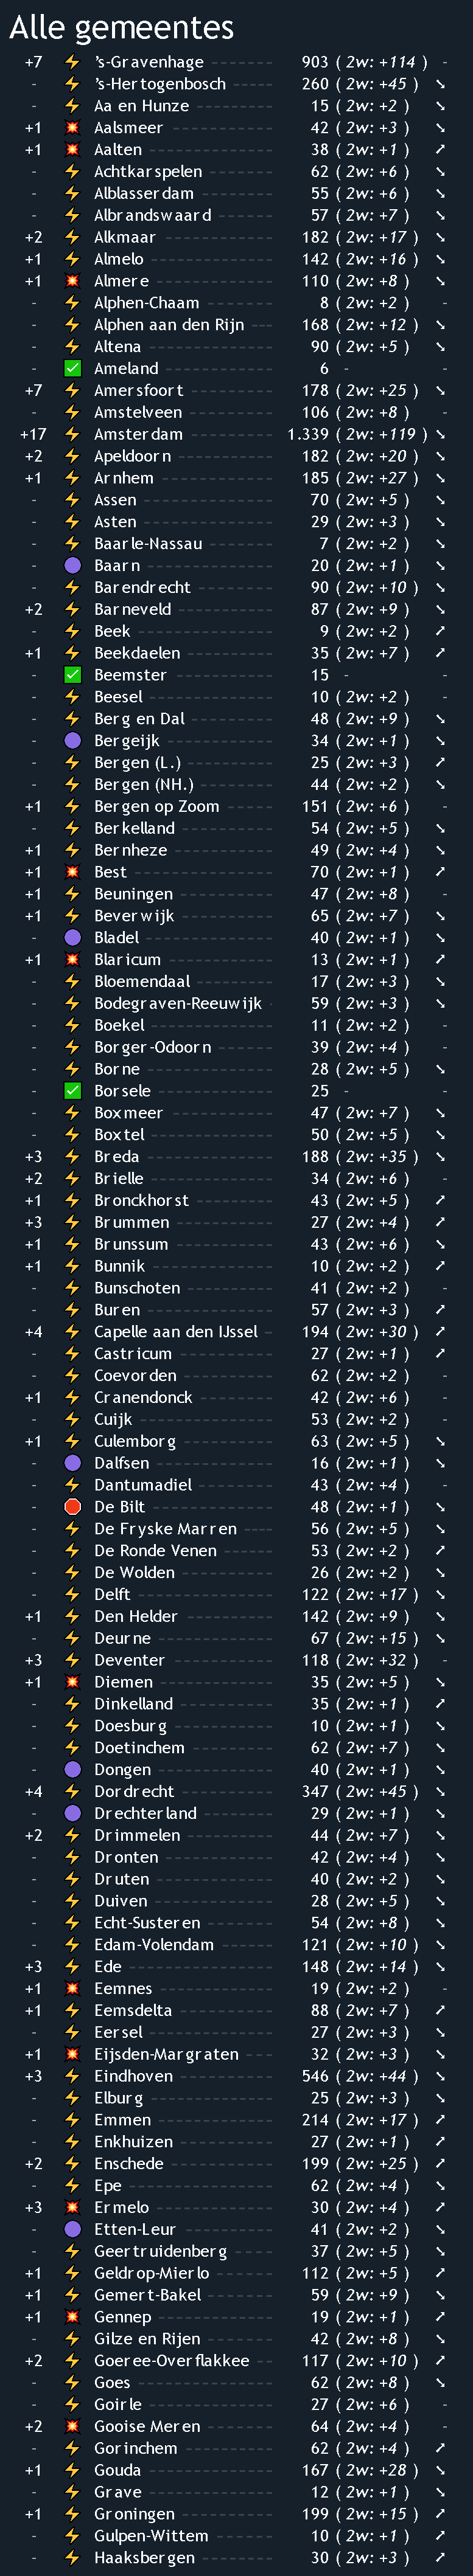 Alle gemeentes
+7 ⚡ 's-Gravenhage 903 ( 2w: +114 ) -
- ⚡ 's-Hertogenbosch 260 ( 2w: +45 ) ↘
- ⚡ Aa en Hunze 15 ( 2w: +2 ) ↘
+1 💥 Aalsmeer 42 ( 2w: +3 ) ↘
+1 💥 Aalten 38 ( 2w: +1 ) ↗
- ⚡ Achtkarspelen 62 ( 2w: +6 ) ↘
- ⚡ Alblasserdam 55 ( 2w: +6 ) ↘
- ⚡ Albrandswaard 57 ( 2w: +7 ) ↘
+2 ⚡ Alkmaar 182 ( 2w: +17 ) ↘
+1 ⚡ Almelo 142 ( 2w: +16 ) ↘
+1 💥 Almere 110 ( 2w: +8 ) ↘
- ⚡ Alphen-Chaam 8 ( 2w: +2 ) -
- ⚡ Alphen aan den Rijn 168 ( 2w: +12 ) ↘
- ⚡ Altena 90 ( 2w: +5 ) ↘
- ✅ Ameland 6 - -
+7 ⚡ Amersfoort 178 ( 2w: +25 ) ↘
- ⚡ Amstelveen 106 ( 2w: +8 ) -
+17 ⚡ Amsterdam 1.339 ( 2w: +119 ) ↘
+2 ⚡ Apeldoorn 182 ( 2w: +20 ) ↘
+1 ⚡ Arnhem 185 ( 2w: +27 ) ↘
- ⚡ Assen 70 ( 2w: +5 ) ↘
- ⚡ Asten 29 ( 2w: +3 ) ↘
- ⚡ Baarle-Nassau 7 ( 2w: +2 ) ↘
- 🟣 Baarn 20 ( 2w: +1 ) ↘
- ⚡ Barendrecht 90 ( 2w: +10 ) ↘
+2 ⚡ Barneveld 87 ( 2w: +9 ) ↘
- ⚡ Beek 9 ( 2w: +2 ) ↗
+1 ⚡ Beekdaelen 35 ( 2w: +7 ) ↗
- ✅ Beemster 15 - -
- ⚡ Beesel 10 ( 2w: +2 ) -
- ⚡ Berg en Dal 48 ( 2w: +9 ) ↘
- 🟣 Bergeijk 34 ( 2w: +1 ) ↘
- ⚡ Bergen (L.) 25 ( 2w: +3 ) ↗
- ⚡ Bergen (NH.) 44 ( 2w: +2 ) ↘
+1 ⚡ Bergen op Zoom 151 ( 2w: +6 ) -
- ⚡ Berkelland 54 ( 2w: +5 ) ↘
+1 ⚡ Bernheze 49 ( 2w: +4 ) ↘
+1 💥 Best 70 ( 2w: +1 ) ↗
+1 ⚡ Beuningen 47 ( 2w: +8 ) -
+1 ⚡ Beverwijk 65 ( 2w: +7 ) ↘
- 🟣 Bladel 40 ( 2w: +1 ) ↘
+1 💥 Blaricum 13 ( 2w: +1 ) ↗
- ⚡ Bloemendaal 17 ( 2w: +3 ) ↘
- ⚡ Bodegraven-Reeuwijk 59 ( 2w: +3 ) ↘
- ⚡ Boekel 11 ( 2w: +2 ) -
- ⚡ Borger-Odoorn 39 ( 2w: +4 ) -
- ⚡ Borne 28 ( 2w: +5 ) ↘
- ✅ Borsele 25 - -
- ⚡ Boxmeer 47 ( 2w: +7 ) ↘
- ⚡ Boxtel 50 ( 2w: +5 ) ↘
+3 ⚡ Breda 188 ( 2w: +35 ) ↘
+2 ⚡ Brielle 34 ( 2w: +6 ) -
+1 ⚡ Bronckhorst 43 ( 2w: +5 ) ↗
+3 ⚡ Brummen 27 ( 2w: +4 ) ↗
+1 ⚡ Brunssum 43 ( 2w: +6 ) ↘
+1 ⚡ Bunnik 10 ( 2w: +2 ) ↗
- ⚡ Bunschoten 41 ( 2w: +2 ) -
- ⚡ Buren 57 ( 2w: +3 ) ↗
+4 ⚡ Capelle aan den IJssel 194 ( 2w: +30 ) ↗
- ⚡ Castricum 27 ( 2w: +1 ) ↗
- ⚡ Coevorden 62 ( 2w: +2 ) -
+1 ⚡ Cranendonck 42 ( 2w: +6 ) -
- ⚡ Cuijk 53 ( 2w: +2 ) -
+1 ⚡ Culemborg 63 ( 2w: +5 ) ↘
- 🟣 Dalfsen 16 ( 2w: +1 ) ↘
- ⚡ Dantumadiel 43 ( 2w: +4 ) -
- 🛑 De Bilt 48 ( 2w: +1 ) ↘
- ⚡ De Fryske Marren 56 ( 2w: +5 ) ↘
- ⚡ De Ronde Venen 53 ( 2w: +2 ) ↗
- ⚡ De Wolden 26 ( 2w: +2 ) ↘
- ⚡ Delft 122 ( 2w: +17 ) ↘
+1 ⚡ Den Helder 142 ( 2w: +9 ) ↘
- ⚡ Deurne 67 ( 2w: +15 ) ↘
+3 ⚡ Deventer 118 ( 2w: +32 ) -
+1 💥 Diemen 35 ( 2w: +5 ) ↘
- ⚡ Dinkelland 35 ( 2w: +1 ) ↗
- ⚡ Doesburg 10 ( 2w: +1 ) ↘
- ⚡ Doetinchem 62 ( 2w: +7 ) ↘
- 🟣 Dongen 40 ( 2w: +1 ) ↘
+4 ⚡ Dordrecht 347 ( 2w: +45 ) ↘
- 🟣 Drechterland 29 ( 2w: +1 ) ↘
+2 ⚡ Drimmelen 44 ( 2w: +7 ) ↘
- ⚡ Dronten 42 ( 2w: +4 ) ↘
- ⚡ Druten 40 ( 2w: +2 ) ↘
- ⚡ Duiven 28 ( 2w: +5 ) ↘
- ⚡ Echt-Susteren 54 ( 2w: +8 ) ↘
- ⚡ Edam-Volendam 121 ( 2w: +10 ) ↘
+3 ⚡ Ede 148 ( 2w: +14 ) ↘
+1 💥 Eemnes 19 ( 2w: +2 ) -
+1 ⚡ Eemsdelta 88 ( 2w: +7 ) ↗
- ⚡ Eersel 27 ( 2w: +3 ) ↘
+1 💥 Eijsden-Margraten 32 ( 2w: +3 ) ↘
+3 ⚡ Eindhoven 546 ( 2w: +44 ) ↘
- ⚡ Elburg 25 ( 2w: +3 ) ↘
- ⚡ Emmen 214 ( 2w: +17 ) ↗
- ⚡ Enkhuizen 27 ( 2w: +1 ) ↗
+2 ⚡ Enschede 199 ( 2w: +25 ) ↗
- ⚡ Epe 62 ( 2w: +4 ) ↘
+3 💥 Ermelo 30 ( 2w: +4 ) ↗
- 🟣 Etten-Leur 41 ( 2w: +2 ) ↘
- ⚡ Geertruidenberg 37 ( 2w: +5 ) ↘
+1 ⚡ Geldrop-Mierlo 112 ( 2w: +5 ) ↗
+1 ⚡ Gemert-Bakel 59 ( 2w: +9 ) ↘
+1 💥 Gennep 19 ( 2w: +1 ) ↗
- ⚡ Gilze en Rijen 42 ( 2w: +8 ) ↘
+2 ⚡ Goeree-Overflakkee 117 ( 2w: +10 ) ↗
- ⚡ Goes 62 ( 2w: +8 ) ↘
- ⚡ Goirle 27 ( 2w: +6 ) -
+2 💥 Gooise Meren 64 ( 2w: +4 ) -
- ⚡ Gorinchem 62 ( 2w: +4 ) ↗
+1 ⚡ Gouda 167 ( 2w: +28 ) ↘
- ⚡ Grave 12 ( 2w: +1 ) ↘
+1 ⚡ Groningen 199 ( 2w: +15 ) ↗
- ⚡ Gulpen-Wittem 10 ( 2w: +1 ) ↗
- ⚡ Haaksbergen 30 ( 2w: +3 ) ↗